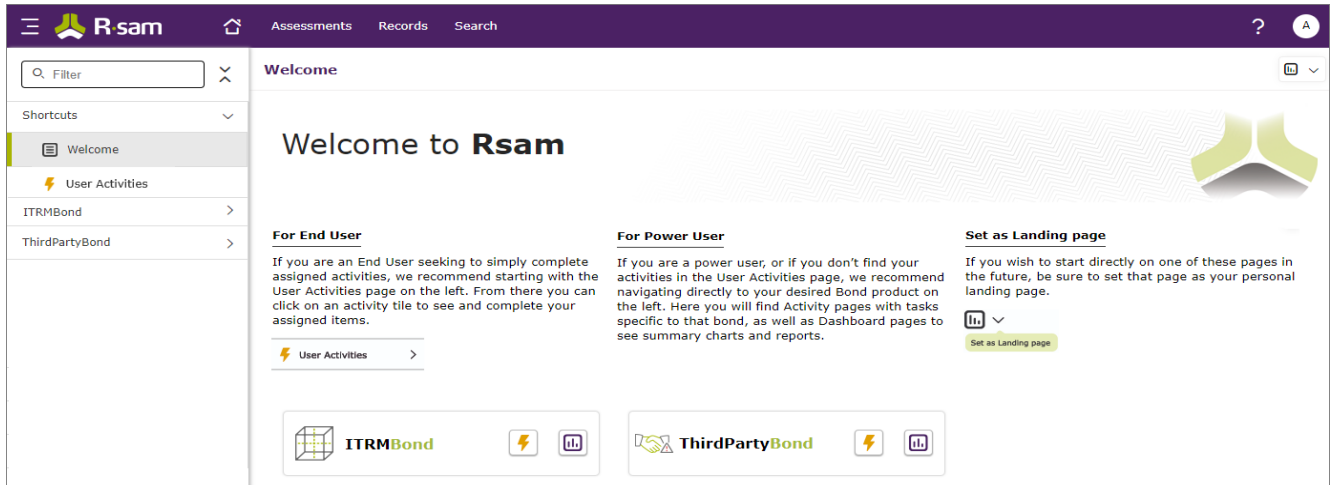 R·sam
Assessments
Records
Search
?
A
Filter
Welcome
Shortcuts
Welcome
User Activities
ITRMBond
ThirdPartyBond
Welcome to Rsam
For End User
If you are an End User seeking to simply complete
assigned activities, we recommend starting with the
User Activities page on the left. From there you can
click on an activity tile to see and complete your
assigned items.
User Activities
For Power User
If you are a power user, or if you don't find your
activities in the User Activities page, we recommend
navigating directly to your desired Bond product on
the left. Here you will find Activity pages with tasks
specific to that bond, as well as Dashboard pages to
see summary charts and reports.
Set as Landing page
If you wish to start directly on one of these pages in
the future, be sure to set that page as your personal
landing page.
Set as Landing page
ITRMBond
ThirdPartyBond